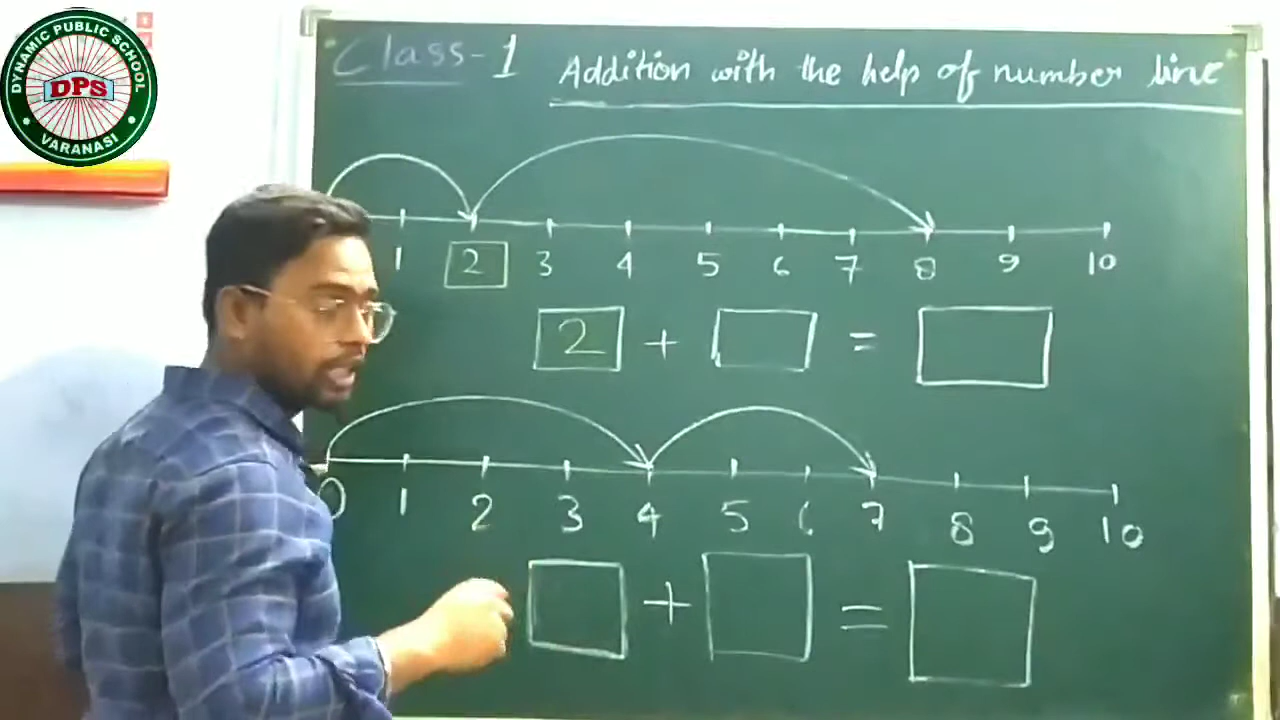 DYNAMIC PUBLIC SCHOOL
DPS
VARANASI
Class-1 Addition with the help of number line
1 2 3 4 5 6 7 8 9 10
2 + =
0 1 2 3 4 5 6 7 8 9 10
+ =